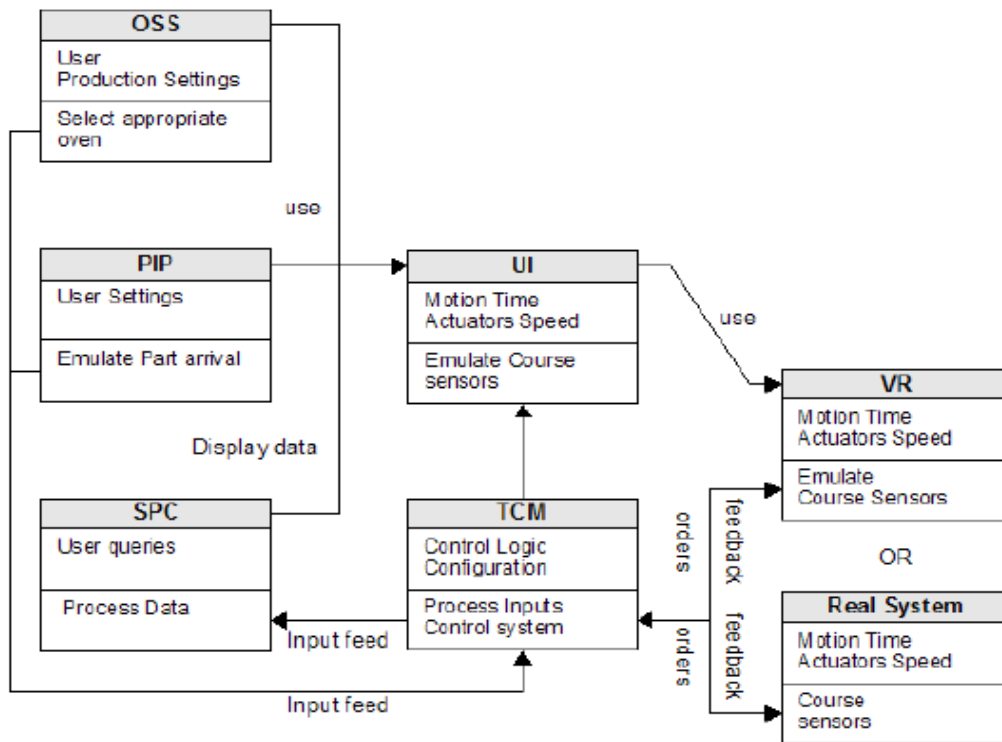 OSS
User
Production Settings
Select appropriate
oven
use
PIP
User Settings
Emulate Part arrival
UI
Motion Time
Actuators Speed
Emulate Course
sensors
use
VR
Motion Time
Actuators Speed
Emulate
Course Sensors
Display data
SPC
User queries
Process Data
TCM
Control Logic
Configuration
Process Inputs
Control system
orders
feedback
OR
orders
feedback
Real System
Motion Time
Actuators Speed
Course
sensors
Input feed
Input feed